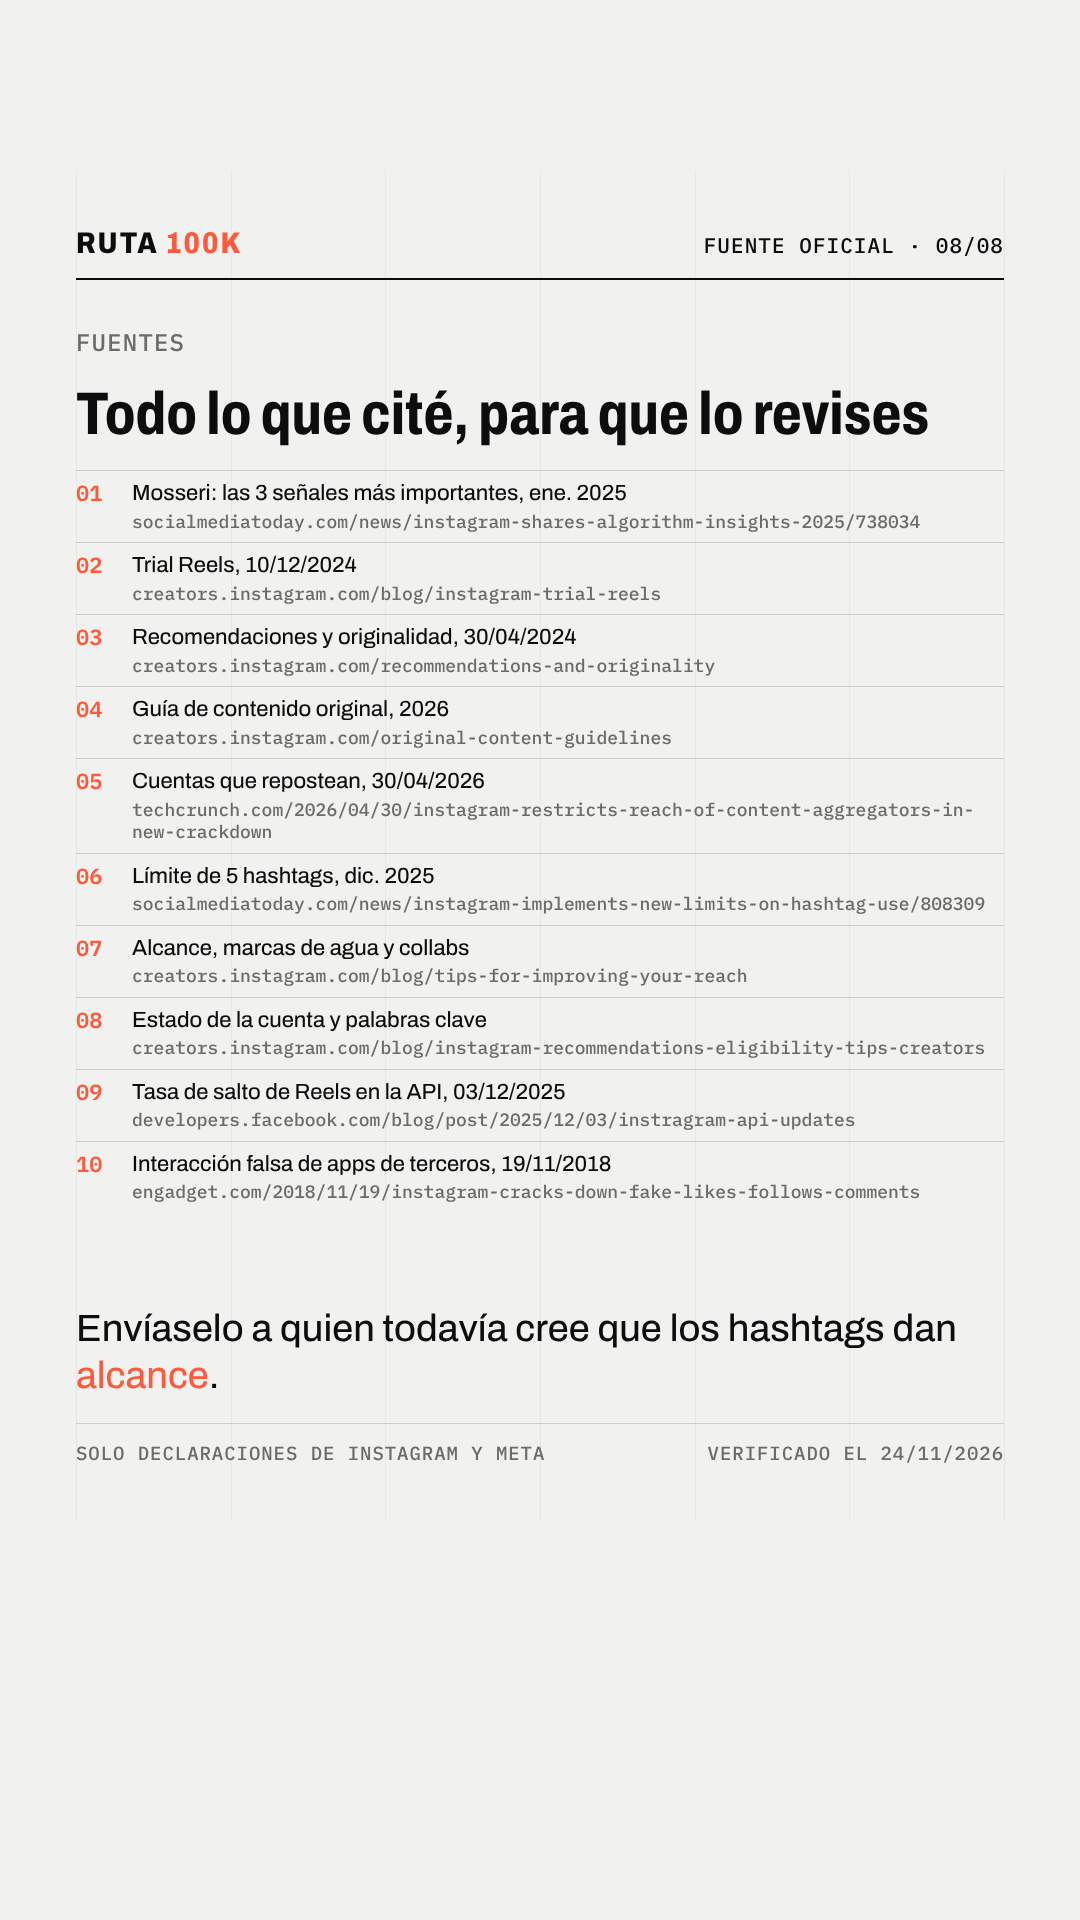 RUTA 100K
FUENTE OFICIAL · 08/08
FUENTES
Todo lo que cité, para que lo revises
01 Mosseri: las 3 señales más importantes, ene. 2025
socialmediatoday.com/news/instagram-shares-algorithm-insights-2025/738034
02 Trial Reels, 10/12/2024
creators.instagram.com/blog/instagram-trial-reels
03 Recomendaciones y originalidad, 30/04/2024
creators.instagram.com/recommendations-and-originality
04 Guía de contenido original, 2026
creators.instagram.com/original-content-guidelines
05 Cuentas que repostean, 30/04/2026
techcrunch.com/2026/04/30/instagram-restricts-reach-of-content-aggregators-in-
new-crackdown
06 Límite de 5 hashtags, dic. 2025
socialmediatoday.com/news/instagram-implements-new-limits-on-hashtag-use/808309
07 Alcance, marcas de agua y collabs
creators.instagram.com/blog/tips-for-improving-your-reach
08 Estado de la cuenta y palabras clave
creators.instagram.com/blog/instagram-recommendations-eligibility-tips-creators
09 Tasa de salto de Reels en la API, 03/12/2025
developers.facebook.com/blog/post/2025/12/03/instragram-api-updates
10 Interacción falsa de apps de terceros, 19/11/2018
engadget.com/2018/11/19/instagram-cracks-down-fake-likes-follows-comments
Envíaselo a quien todavía cree que los hashtags dan
alcance.
SOLO DECLARACIONES DE INSTAGRAM Y META
VERIFICADO EL 24/11/2026